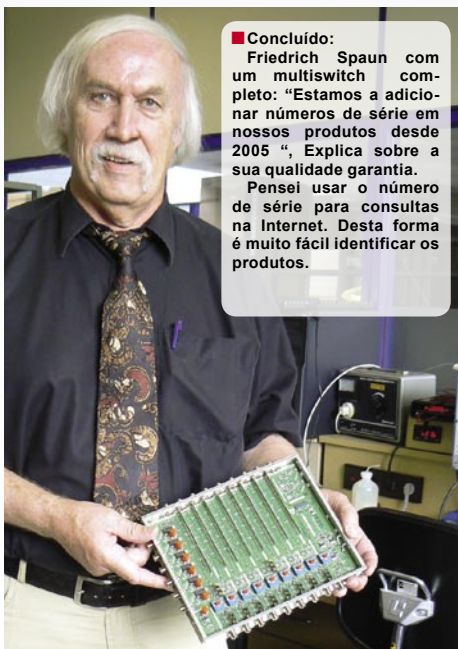 Concluído:
Friedrich Spaun com
um multiswitch com-
pleto: “Estamos a adicio-
nar números de série em
nossos produtos desde
2005 “, Explica sobre a
sua qualidade garantia.
Pensei usar o número
de série para consultas
na Internet. Desta forma
é muito fácil identificar os
produtos.